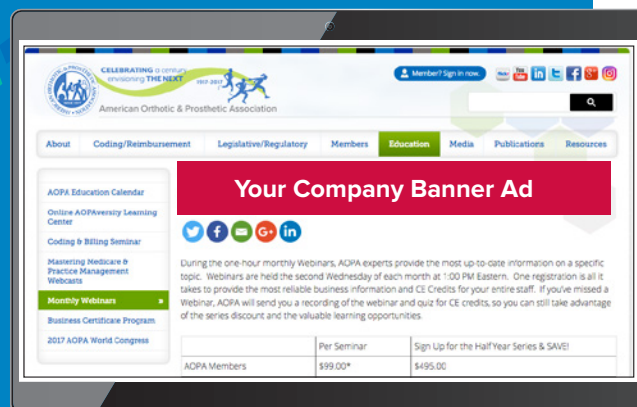 CELEBRATING a century
envisioning THE NEXT 1917-2017
American Orthotic & Prosthetic Association
Member? Sign in now.
About Coding/Reimbursement Legislative/Regulatory Members Education Media Publications Resources
AOPA Education Calendar
Online AOPAversity Learning
Center
Coding & Billing Seminar
Mastering Medicare &
Practice Management
Webcasts
Monthly Webinars »
Business Certificate Program
2017 AOPA World Congress
Your Company Banner Ad
During the one-hour monthly Webinars, AOPA experts provide the most up-to-date information on a specific
topic. Webinars are held the second Wednesday of each month at 1:00 PM Eastern. One registration is all it
takes to provide the most reliable business information and CE Credits for your entire staff. If you've missed a
Webinar, AOPA will send you a recording of the webinar and quiz for CE credits, so you can still take advantage
of the series discount and the valuable learning opportunities.
Per Seminar Sign Up for the Half Year Series & SAVE!
AOPA Members $99.00* $495.00